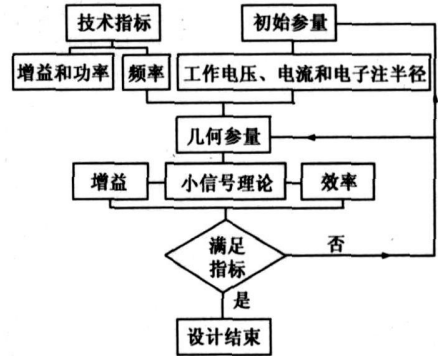 技术指标
初始参量
增益和功率
频率
工作电压、电流和电子注半径
几何参量
增益
小信号理论
效率
满足
指标
否
是
设计结束